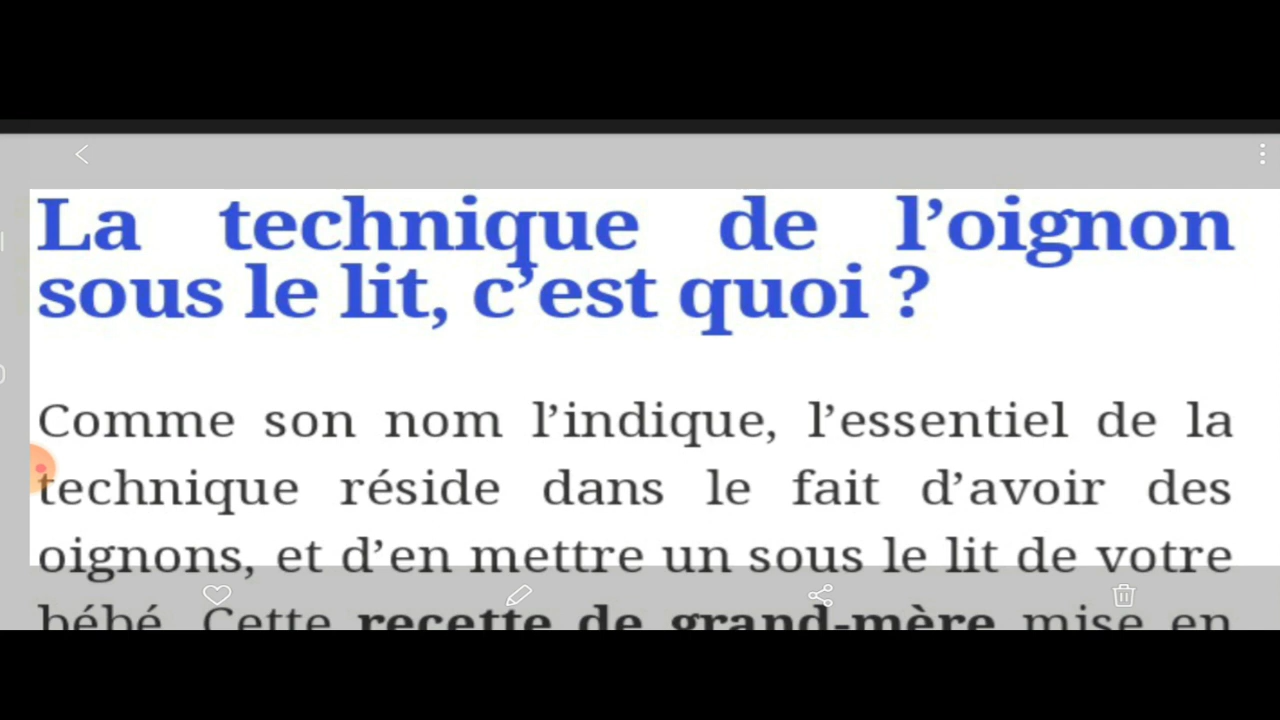 La technique de l’oignon
sous le lit, c’est quoi ?
Comme son nom l’indique, l’essentiel de la
technique réside dans le fait d’avoir des
oignons, et d’en mettre un sous le lit de votre
bébé. Cette recette de grand-mère mise en